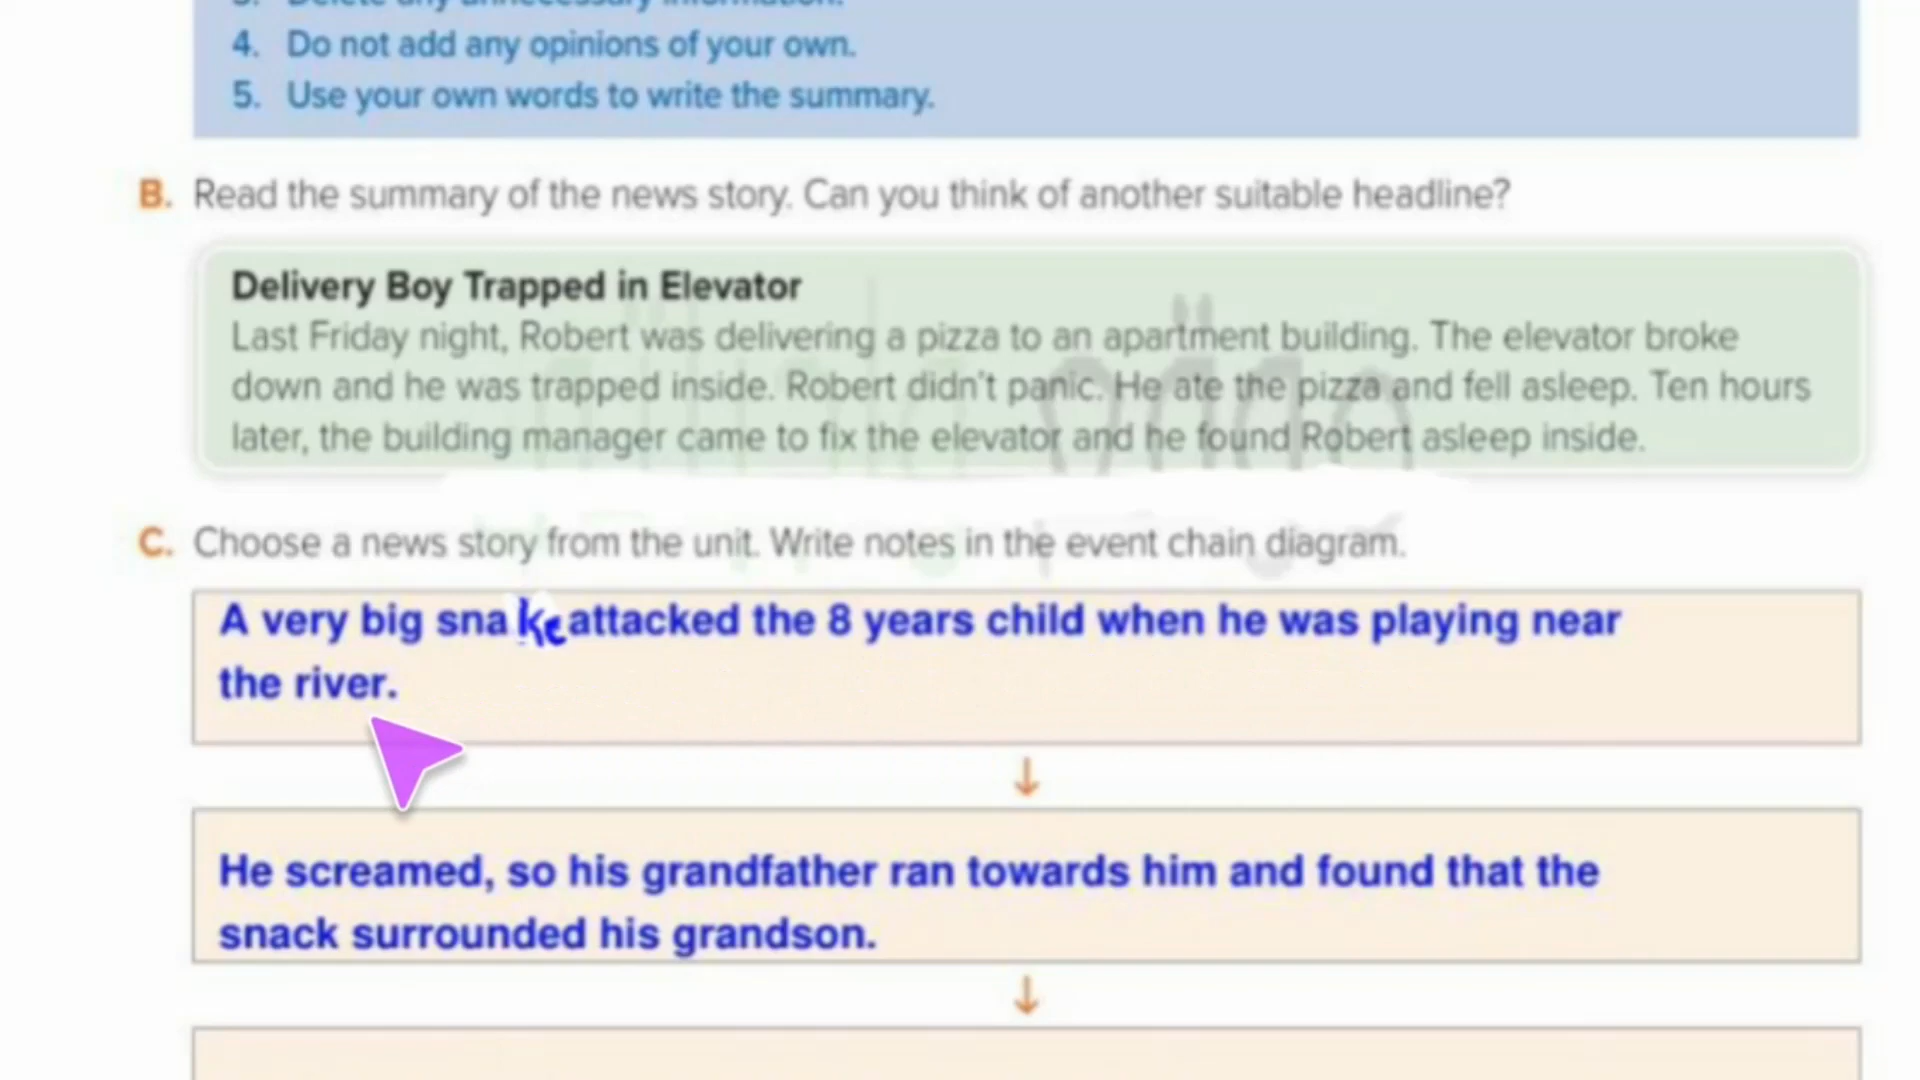 3. Delete any unnecessary information.
4. Do not add any opinions of your own.
5. Use your own words to write the summary.
B. Read the summary of the news story. Can you think of another suitable headline?
Delivery Boy Trapped in Elevator
Last Friday night, Robert was delivering a pizza to an apartment building. The elevator broke
down and he was trapped inside. Robert didn't panic. He ate the pizza and fell asleep. Ten hours
later, the building manager came to fix the elevator and he found Robert asleep inside.
C. Choose a news story from the unit. Write notes in the event chain diagram.
A very big snake attacked the 8 years child when he was playing near
the river.
He screamed, so his grandfather ran towards him and found that the
snack surrounded his grandson.